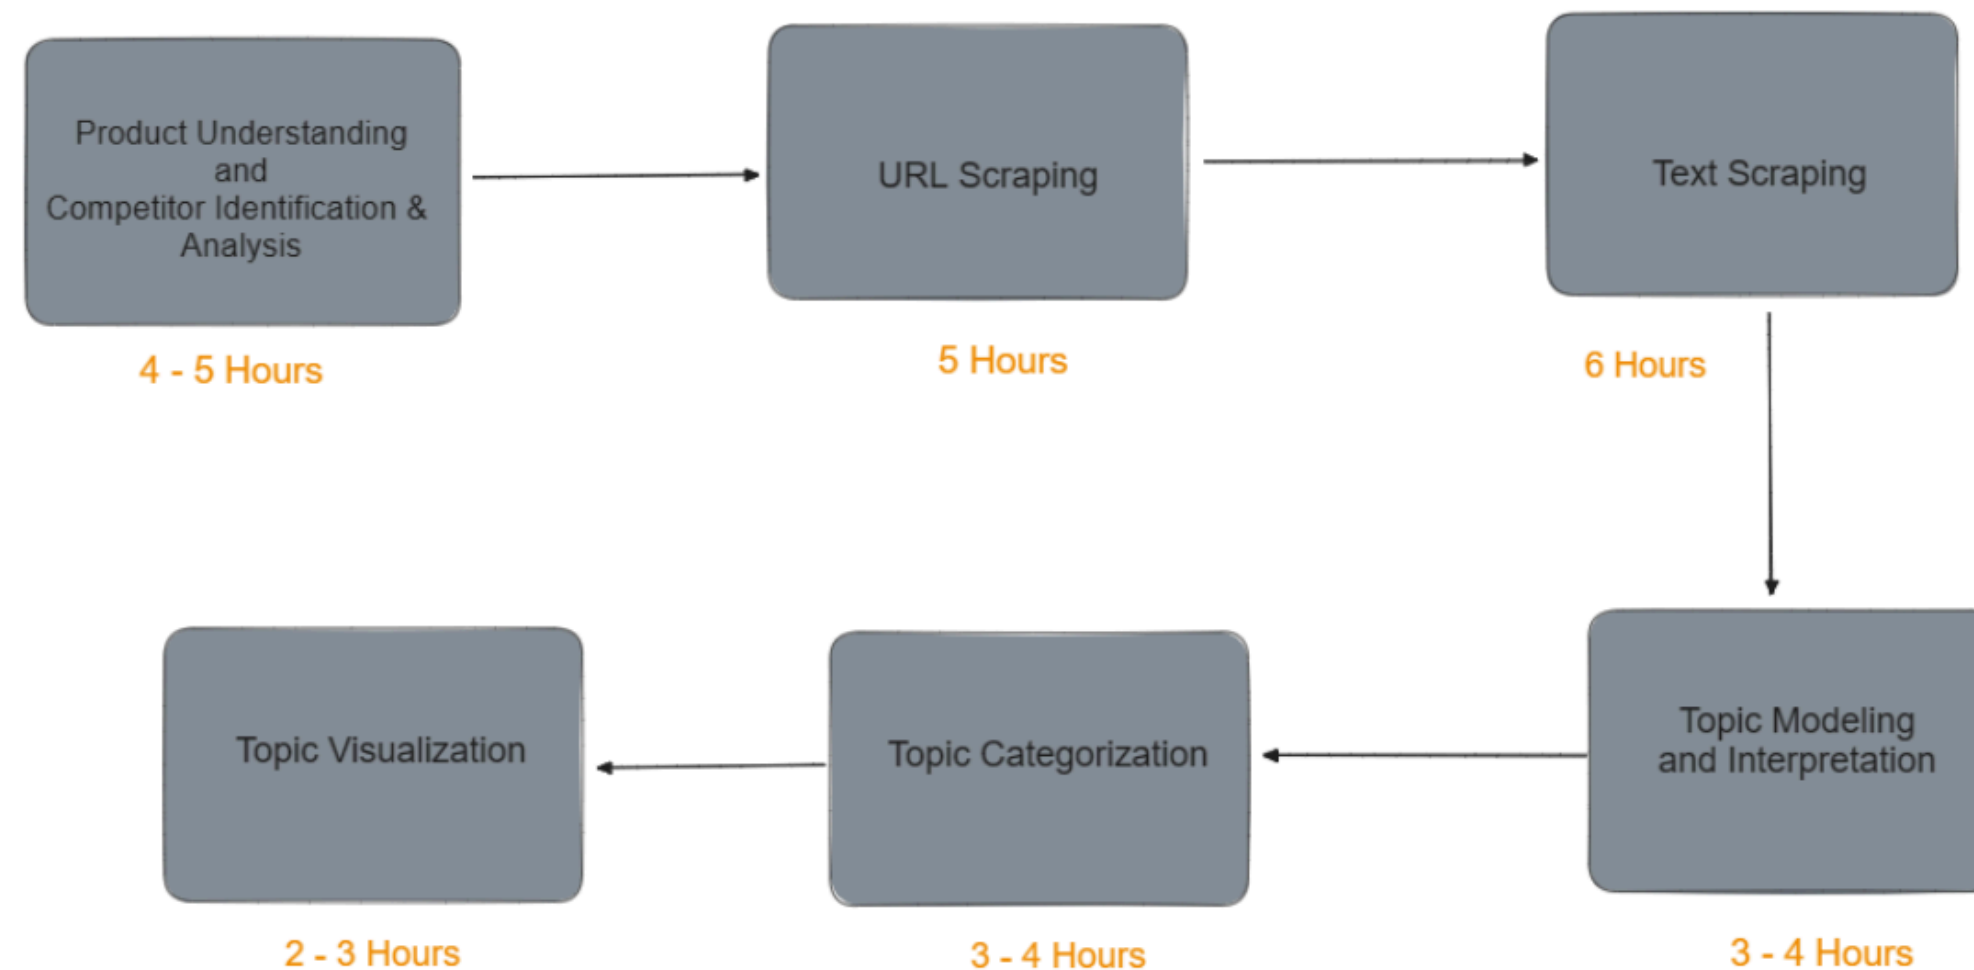 Product Understanding
and
Competitor Identification &
Analysis
4 - 5 Hours
URL Scraping
5 Hours
Text Scraping
6 Hours
Topic Modeling
and Interpretation
3 - 4 Hours
Topic Categorization
3 - 4 Hours
Topic Visualization
2 - 3 Hours